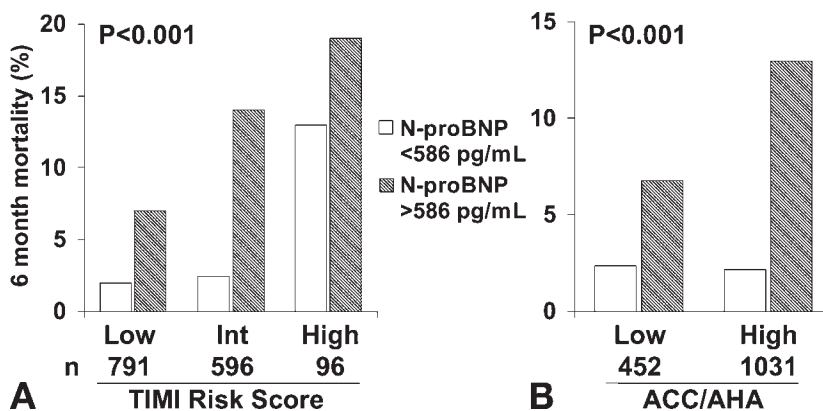 6 month mortality (%)
20
15
10
5
0
P<0.001
Low Int High
n 791 596 96
A TIMI Risk Score
N-proBNP
<586 pg/mL
N-proBNP
>586 pg/mL
15
10
5
0
P<0.001
Low High
452 1031
B ACC/AHA